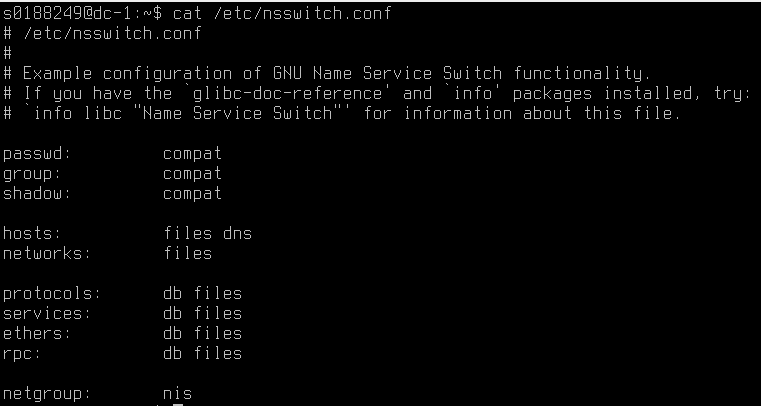 s0188249@dc-1:~$ cat /etc/nsswitch.conf
# /etc/nsswitch.conf
#
# Example configuration of GNU Name Service Switch functionality.
# If you have the `glibc-doc-reference' and `info' packages installed, try:
# `info libc "Name Service Switch"' for information about this file.

passwd:         compat
group:          compat
shadow:         compat

hosts:          files dns
networks:       files

protocols:      db files
services:       db files
ethers:         db files
rpc:            db files

netgroup:       nis